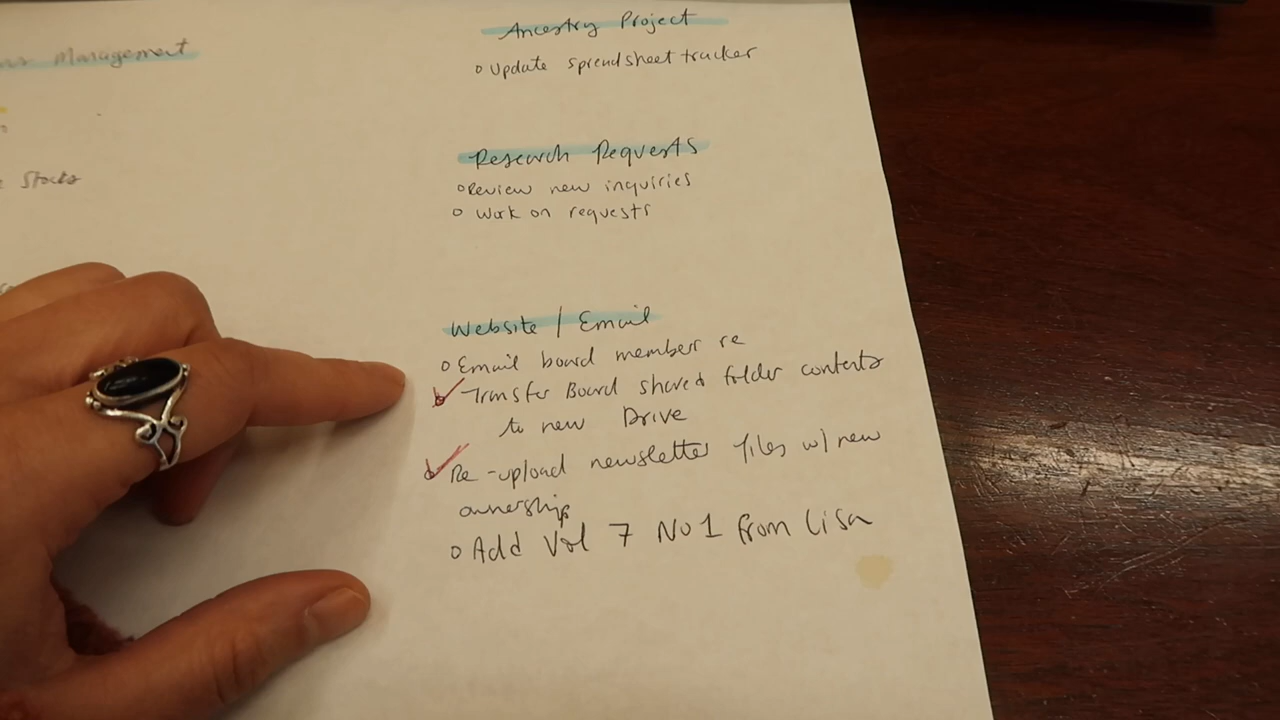 Management
Stocks
Ancestry Project
Update spreadsheet tracker
Research Requests
Review new inquiries
Work on requests
Website / Email
Email board members re
Transfer Board shared folder contents
to new Drive
Re-upload newsletter files w/ new
ownership
Add Vol 7 No 1 from Lisa